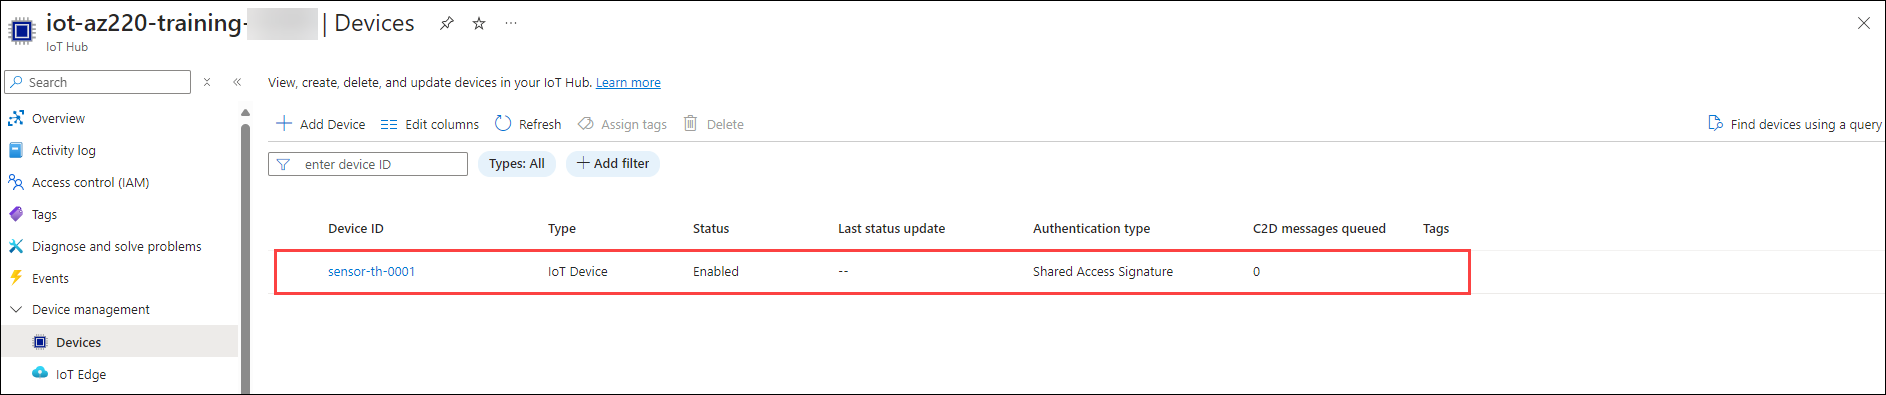 iot-az220-training- | Devices ···
IoT Hub
Search
Overview
Activity log
Access control (IAM)
Tags
Diagnose and solve problems
Events
Device management
Devices
IoT Edge
View, create, delete, and update devices in your IoT Hub. Learn more
Add Device Edit columns Refresh Assign tags Delete Find devices using a query
enter device ID Types: All Add filter
Device ID Type Status Last status update Authentication type C2D messages queued Tags
sensor-th-0001 IoT Device Enabled -- Shared Access Signature 0